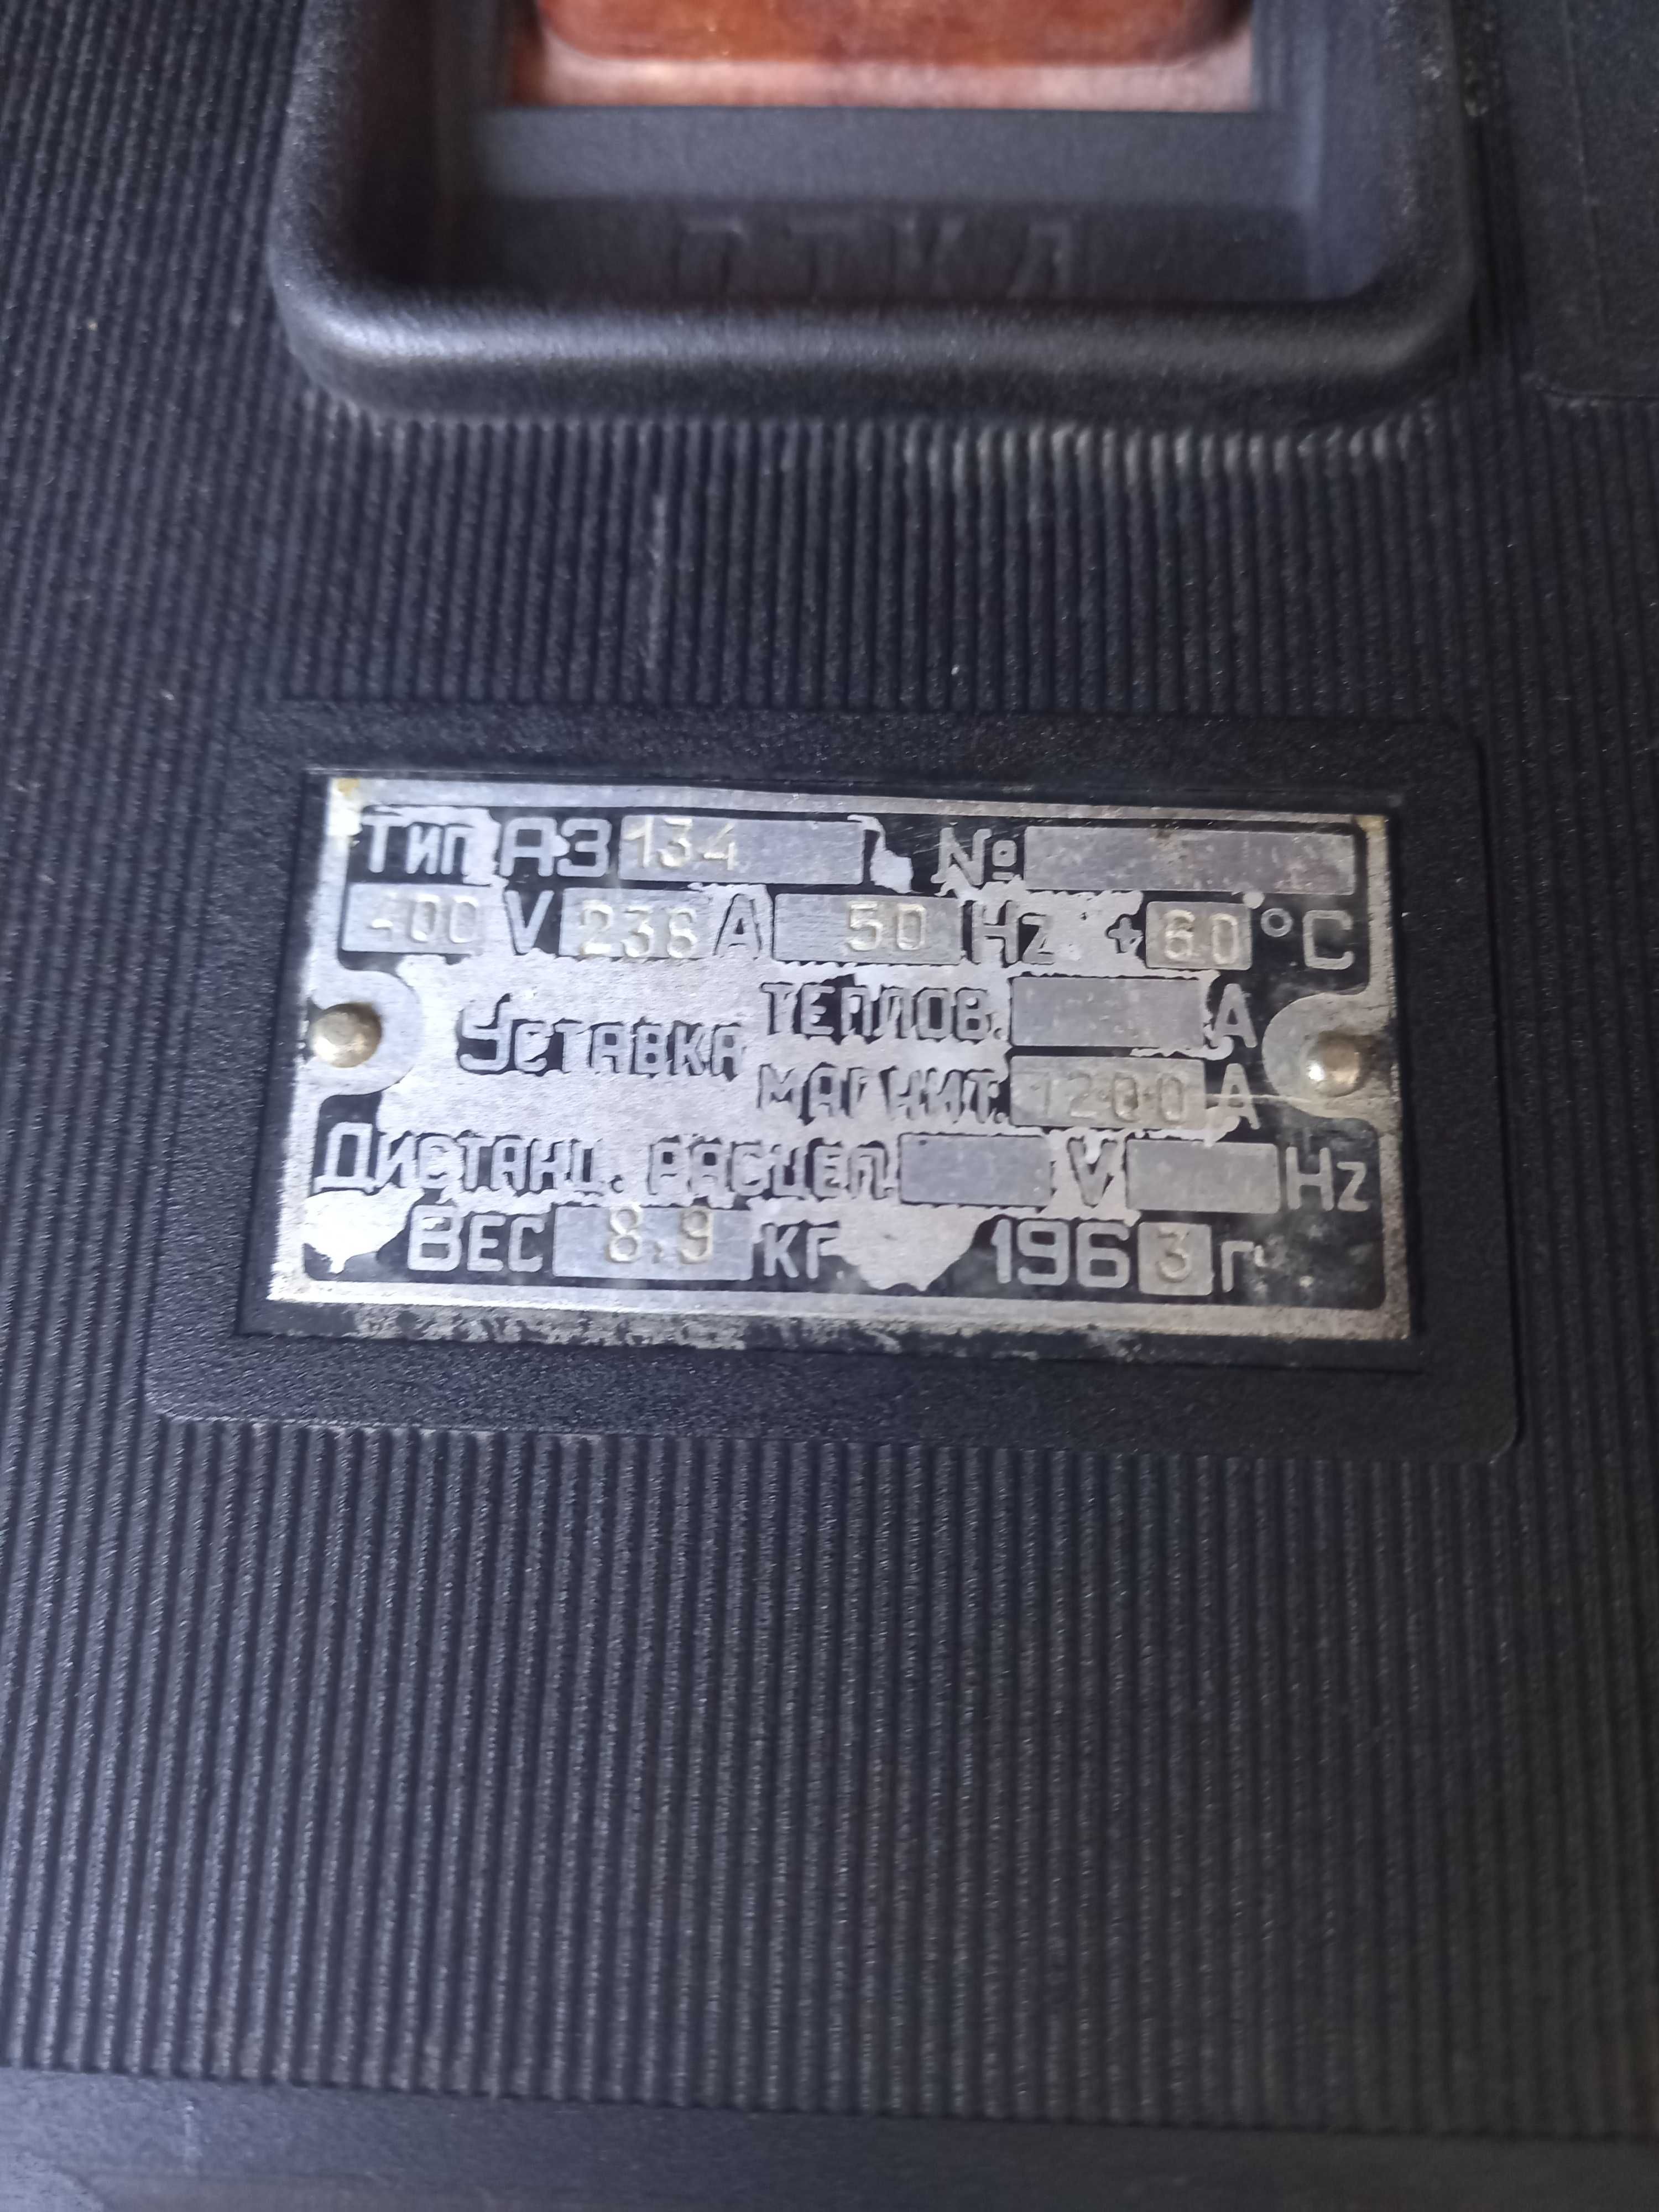 ТИП А3134 №
400 V 238 A 50 Hz +60 °C
УСТАВКА ТЕПЛОВ. А
МАГНИТ. 1200 А
ДИСТАНЦ. РАСЦЕП. V Hz
ВЕС 8.9 КГ. 1963 Г.